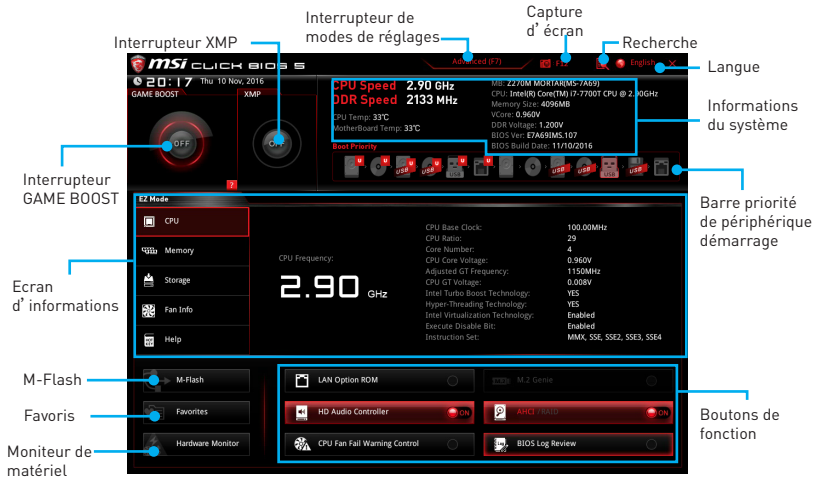 Interrupteur de
modes de réglages
Capture
d'écran
Interrupteur XMP
Recherche
msi CLICK BIOS 5
Advanced (F7)
F12
English
X
Langue
20:17 Thu 10 Nov, 2016
GAME BOOST
XMP
OFF
OFF
?
CPU Speed 2.90 GHz
DDR Speed 2133 MHz
CPU Temp: 33°C
MotherBoard Temp: 33°C
MB: Z270M MORTAR(MS-7A69)
CPU: Intel(R) Core(TM) i7-7700T CPU @ 2.90GHz
Memory Size: 4096MB
VCore: 0.960V
DDR Voltage: 1.200V
BIOS Ver: E7A69IMS.107
BIOS Build Date: 11/10/2016
Boot Priority
U U U U U U
USB USB USB USB USB USB
Informations
du système
Interrupteur
GAME BOOST
Barre priorité
de périphérique
démarrage
EZ Mode
CPU
Memory
Storage
Fan Info
Help
CPU Frequency:
2.90 GHz
CPU Base Clock: 100.00MHz
CPU Ratio: 29
Core Number: 4
CPU Core Voltage: 0.960V
Adjusted GT Frequency: 1150MHz
CPU GT Voltage: 0.008V
Intel Turbo Boost Technology: YES
Hyper-Threading Technology: YES
Intel Virtualization Technology: Enabled
Execute Disable Bit: Enabled
Instruction Set: MMX, SSE, SSE2, SSE3, SSE4
Ecran
d'informations
M-Flash
Favoris
Moniteur de
matériel
M-Flash
Favorites
Hardware Monitor
LAN Option ROM
M.2 Genie
HD Audio Controller ON
AHCI /RAID ON
CPU Fan Fail Warning Control
BIOS Log Review
Boutons de
fonction